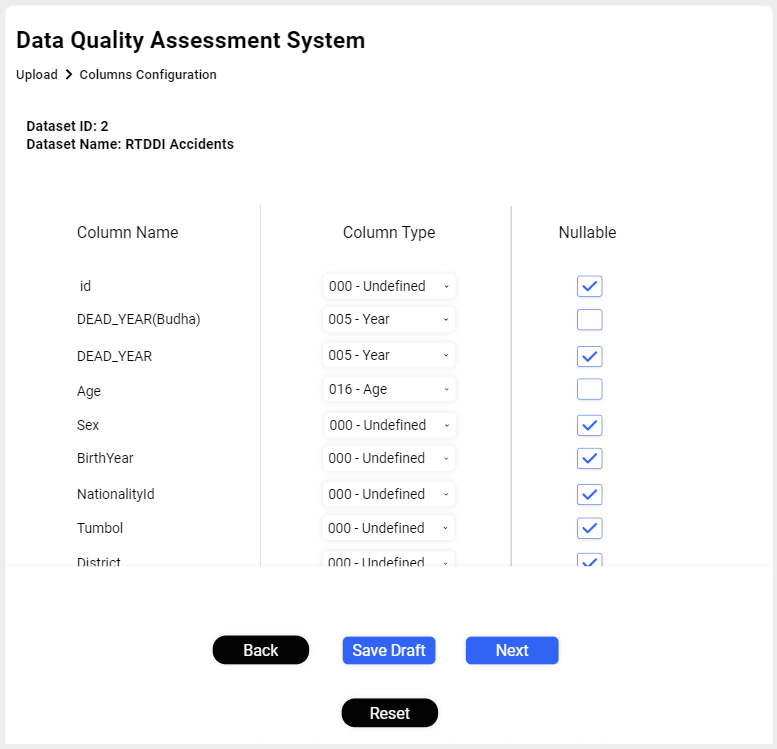 Data Quality Assessment System
Upload > Columns Configuration
Dataset ID: 2
Dataset Name: RTDDI Accidents
Column Name Column Type Nullable
id 000 - Undefined
DEAD_YEAR(Budha) 005 - Year
DEAD_YEAR 005 - Year
Age 016 - Age
Sex 000 - Undefined
BirthYear 000 - Undefined
NationalityId 000 - Undefined
Tumbol 000 - Undefined
District 000 - Undefined
Back Save Draft Next
Reset